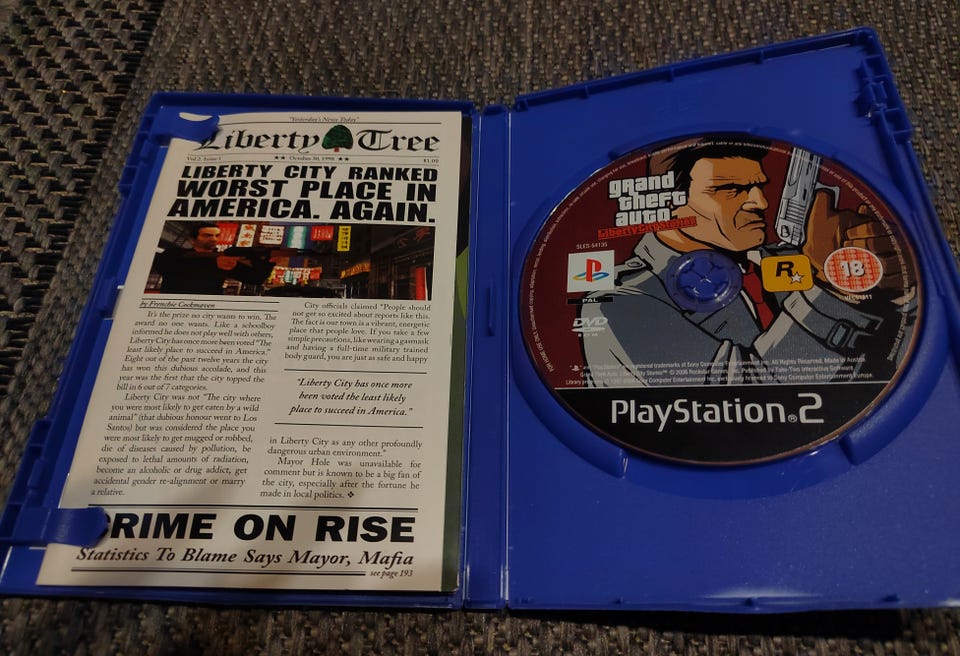 "Yesterday's News Today"
Liberty Tree
Vol 2, Issue 1
★★ October 30, 1998 ★★
$1.00
LIBERTY CITY RANKED
WORST PLACE IN
AMERICA. AGAIN.
by Frenchie Cockmaven
It's the prize no city wants to win. The
award no one wants. Like a schoolboy
informed he does not play well with others,
Liberty City has once more been voted "The
least likely place to succeed in America."
Eight out of the past twelve years the city
has won this dubious accolade, and this
year was the first that the city topped the
bill in 6 out of 7 categories.
Liberty City was not "The city where
you were most likely to get eaten by a wild
animal" (that dubious honour went to Los
Santos) but was considered the place you
were most likely to get mugged or robbed,
die of diseases caused by pollution, be
exposed to lethal amounts of radiation,
become an alcoholic or drug addict, get
accidental gender re-alignment or marry
a relative.
City officials claimed "People should
not get so excited about reports like this.
The fact is our town is a vibrant, energetic
place that people love. If you take a few
simple precautions, like wearing a gasmask
and having a full-time military trained
body guard, you are just as safe and happy
"Liberty City has once more
been voted the least likely
place to succeed in America."
in Liberty City as any other profoundly
dangerous urban environment."
Mayor Hole was unavailable for
comment but is known to be a big fan of
the city, especially after the fortune he
made in local politics. ❖
CRIME ON RISE
Statistics To Blame Says Mayor, Mafia
see page 193
grand
theft
auto
Liberty City Stories
SLES-54135
PAL
DVD
R★
18
PlayStation®2